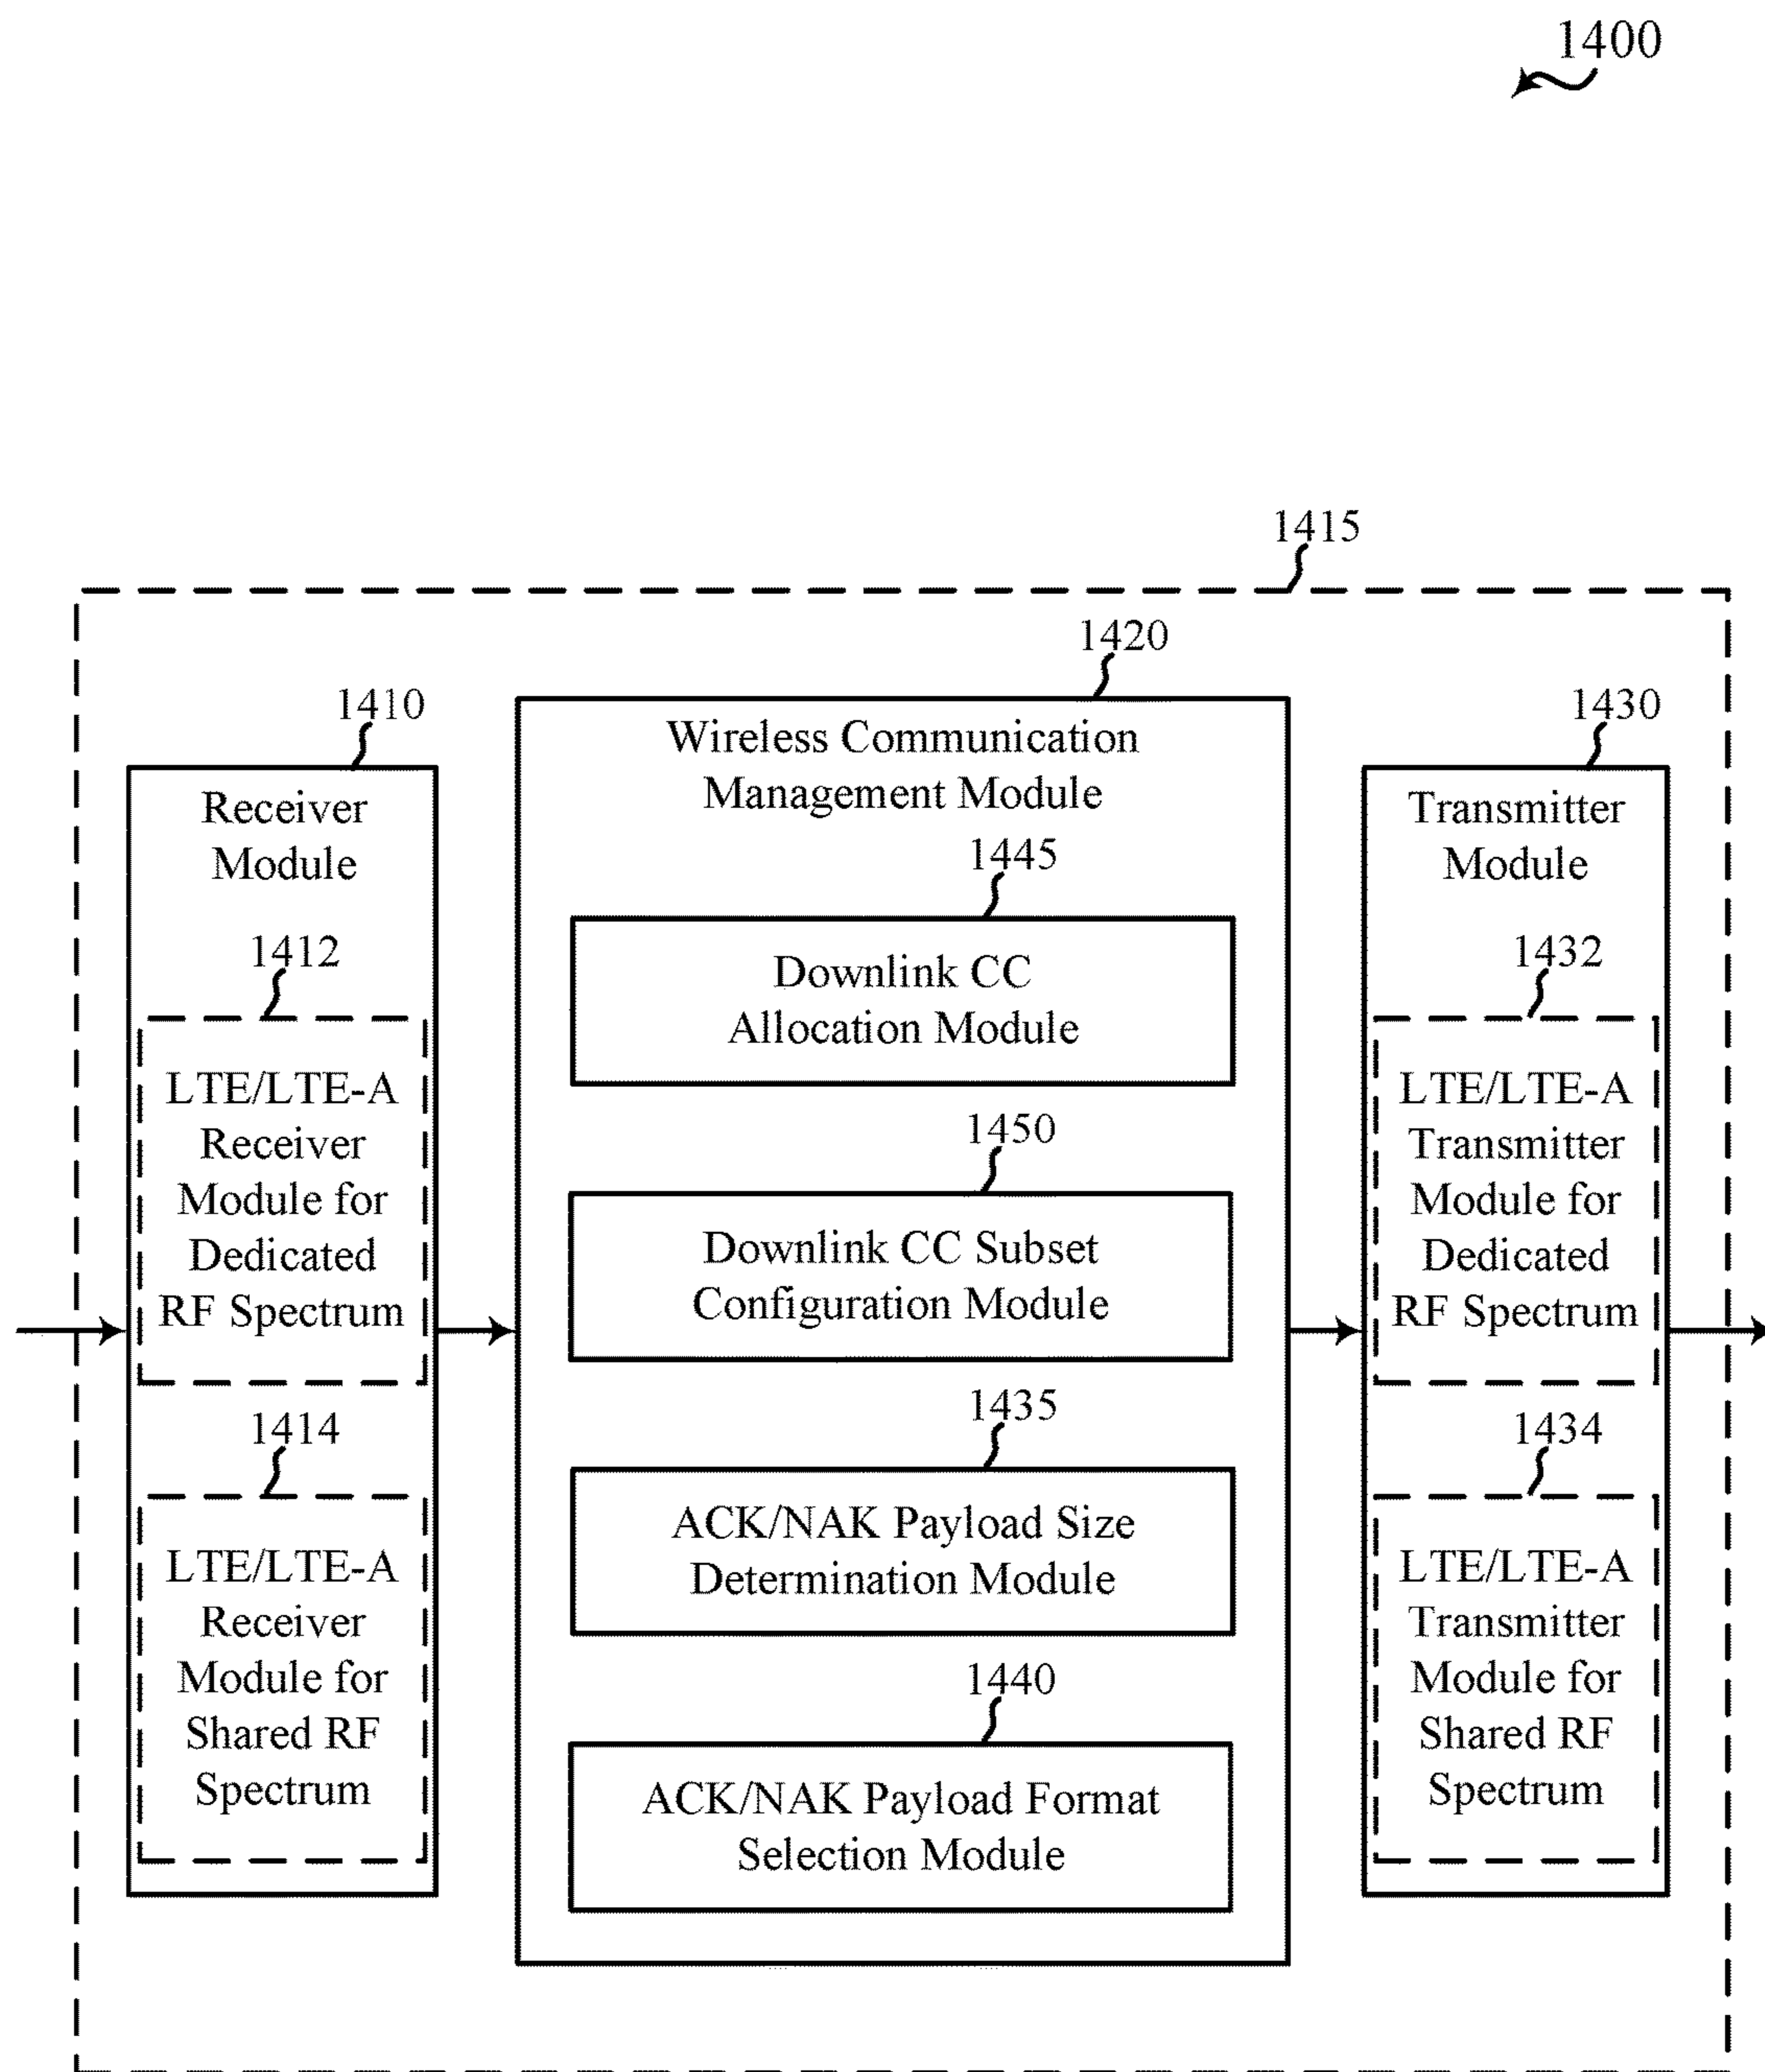 1400
1415
1420
1410
1430
Wireless Communication
Management Module
Receiver
Module
Transmitter
Module
1445
Downlink CC
Allocation Module
1412
LTE/LTE-A
Receiver
Module for
Dedicated
RF Spectrum
1432
LTE/LTE-A
Transmitter
Module for
Dedicated
RF Spectrum
1450
Downlink CC Subset
Configuration Module
1435
ACK/NAK Payload Size
Determination Module
1414
LTE/LTE-A
Receiver
Module for
Shared RF
Spectrum
1434
LTE/LTE-A
Transmitter
Module for
Shared RF
Spectrum
1440
ACK/NAK Payload Format
Selection Module